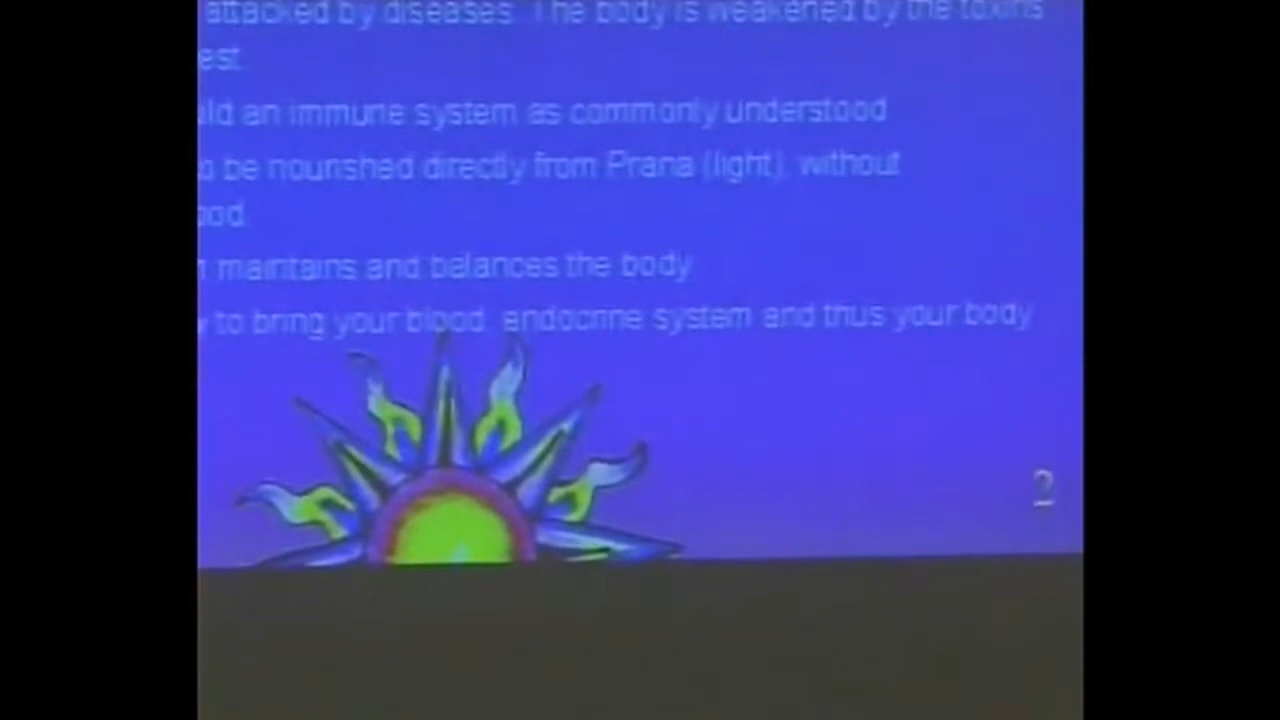 attacked by diseases. The body is weakened by the toxins
est.
uld an immune system as commonly understood
o be nourished directly from Prana (light), without
ood.
maintains and balances the body.
y to bring your blood, endocrine system and thus your body
2